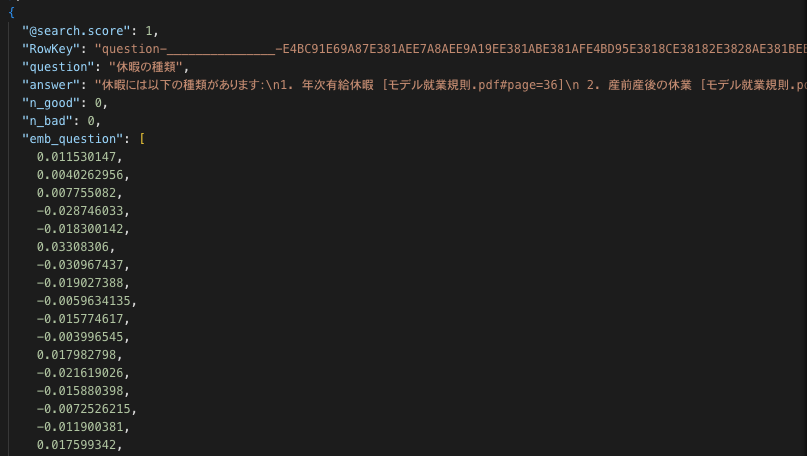 {
"@search.score": 1,
"RowKey": "question-________________-E4BC91E69A87E381AEE7A8AEE9A19EE381ABE381AFE4BD95E3818CE38182E3828AE381BE
"question": "休暇の種類",
"answer": "休暇には以下の種類があります:\n1. 年次有給休暇 [モデル就業規則.pdf#page=36]\n 2. 産前産後の休業 [モデル就業規則.pd
"n_good": 0,
"n_bad": 0,
"emb_question": [
0.011530147,
0.0040262956,
0.007755082,
-0.028746033,
-0.018300142,
0.03308306,
-0.030967437,
-0.019027388,
-0.0059634135,
-0.015774617,
-0.003996545,
0.017982798,
-0.021619026,
-0.015880398,
-0.0072526215,
-0.011900381,
0.017599342,